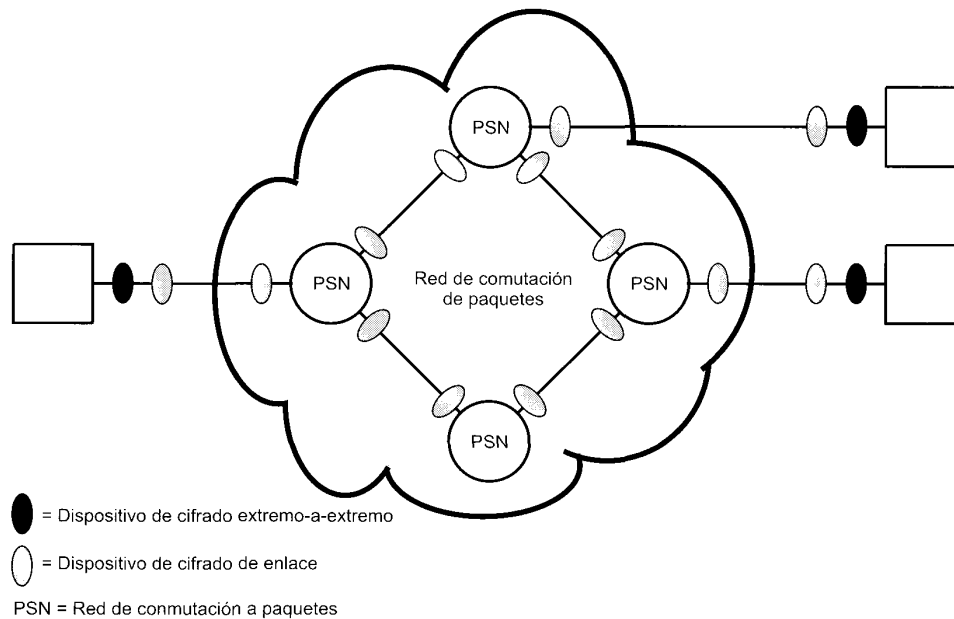 PSN
PSN
Red de comutación
de paquetes
PSN
PSN
= Dispositivo de cifrado extremo-a-extremo
= Dispositivo de cifrado de enlace
PSN = Red de conmutación a paquetes